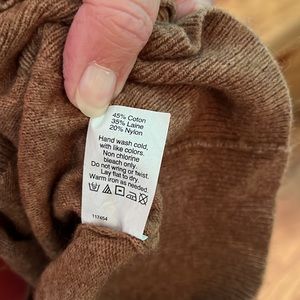 45% Coton
35% Laine
20% Nylon
Hand wash cold,
with like colors.
Non chlorine
bleach only.
Do not wring or twist.
Lay flat to dry.
Warm iron as needed.
117464